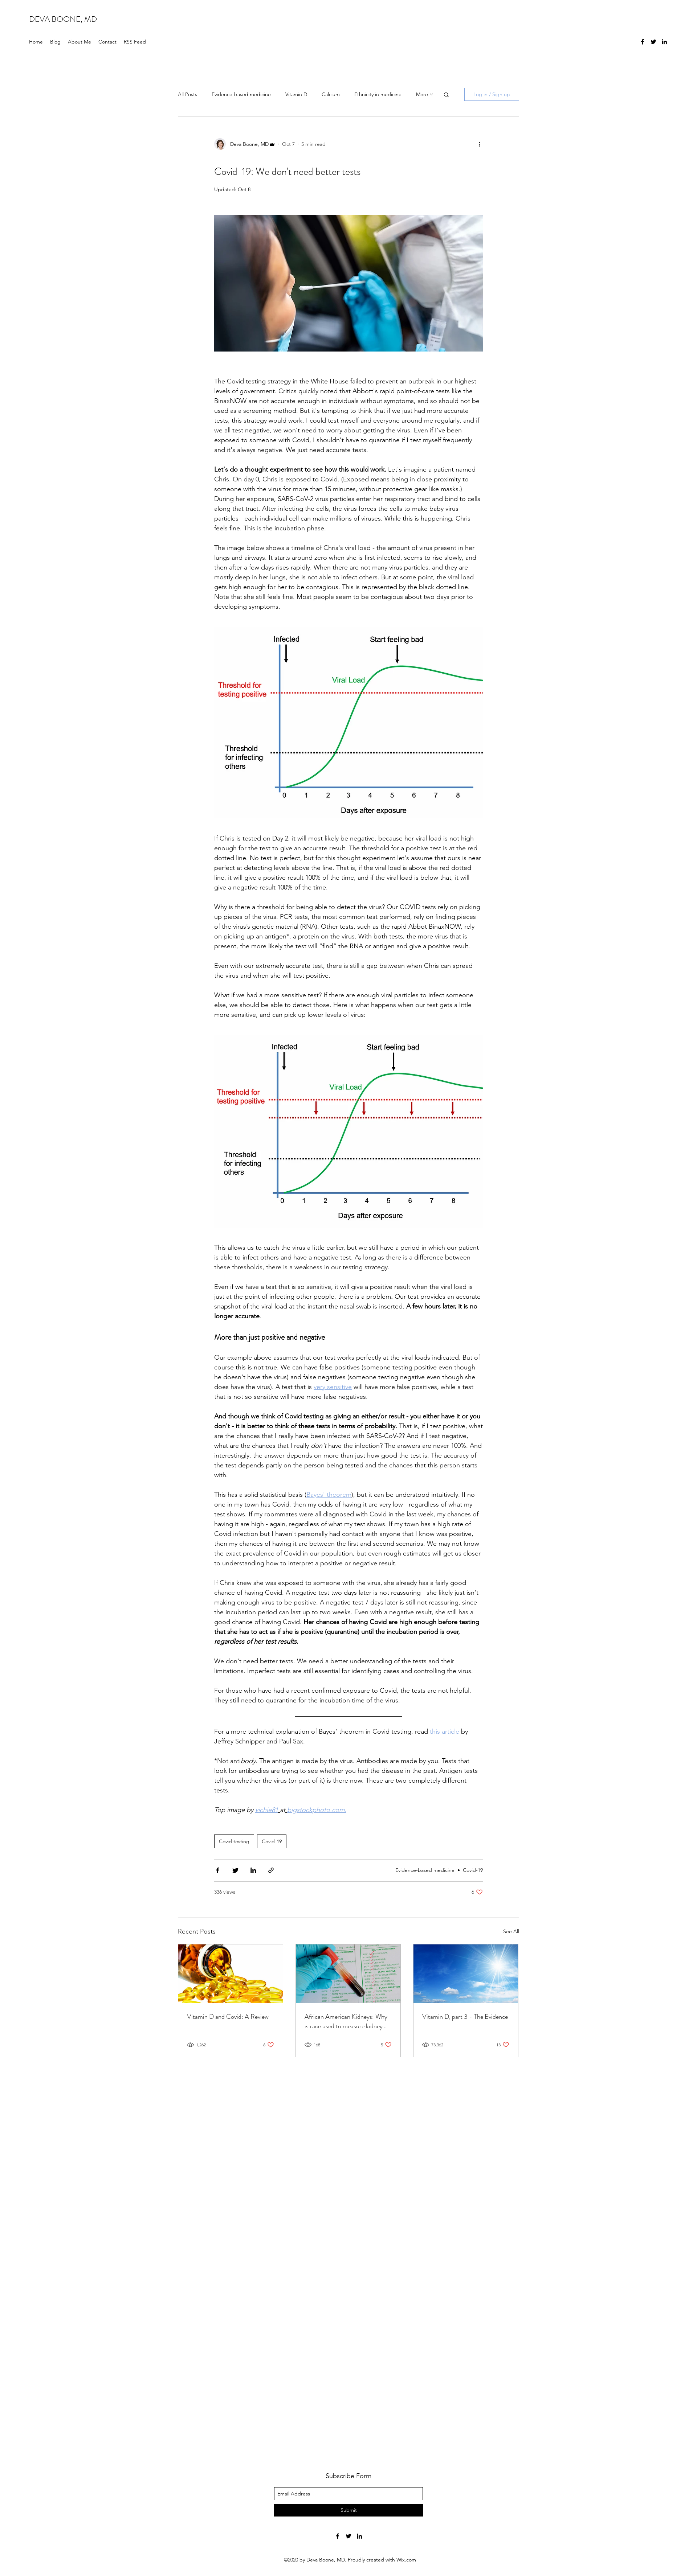 DEVA BOONE, MD
Home Blog About Me Contact RSS Feed
All Posts Evidence-based medicine Vitamin D Calcium Ethnicity in medicine More
Log in / Sign up
Deva Boone, MD · Oct 7 · 5 min read
Covid-19: We don't need better tests
Updated: Oct 8
The Covid testing strategy in the White House failed to prevent an outbreak in our highest
levels of government. Critics quickly noted that Abbott's rapid point-of-care tests like the
BinaxNOW are not accurate enough in individuals without symptoms, and so should not be
used as a screening method. But it's tempting to think that if we just had more accurate
tests, this strategy would work. I could test myself and everyone around me regularly, and if
we all test negative, we won't need to worry about getting the virus. Even if I've been
exposed to someone with Covid, I shouldn't have to quarantine if I test myself frequently
and it's always negative. We just need accurate tests.
Let's do a thought experiment to see how this would work. Let's imagine a patient named
Chris. On day 0, Chris is exposed to Covid. (Exposed means being in close proximity to
someone with the virus for more than 15 minutes, without protective gear like masks.)
During her exposure, SARS-CoV-2 virus particles enter her respiratory tract and bind to cells
along that tract. After infecting the cells, the virus forces the cells to make baby virus
particles - each individual cell can make millions of viruses. While this is happening, Chris
feels fine. This is the incubation phase.
The image below shows a timeline of Chris's viral load - the amount of virus present in her
lungs and airways. It starts around zero when she is first infected, seems to rise slowly, and
then after a few days rises rapidly. When there are not many virus particles, and they are
mostly deep in her lungs, she is not able to infect others. But at some point, the viral load
gets high enough for her to be contagious. This is represented by the black dotted line.
Note that she still feels fine. Most people seem to be contagious about two days prior to
developing symptoms.
Infected
Start feeling bad
Viral Load
Threshold for
testing positive
Threshold
for infecting
others
0 1 2 3 4 5 6 7 8
Days after exposure
If Chris is tested on Day 2, it will most likely be negative, because her viral load is not high
enough for the test to give an accurate result. The threshold for a positive test is at the red
dotted line. No test is perfect, but for this thought experiment let's assume that ours is near
perfect at detecting levels above the line. That is, if the viral load is above the red dotted
line, it will give a positive result 100% of the time, and if the viral load is below that, it will
give a negative result 100% of the time.
Why is there a threshold for being able to detect the virus? Our COVID tests rely on picking
up pieces of the virus. PCR tests, the most common test performed, rely on finding pieces
of the virus's genetic material (RNA). Other tests, such as the rapid Abbot BinaxNOW, rely
on picking up an antigen*, a protein on the virus. With both tests, the more virus that is
present, the more likely the test will "find" the RNA or antigen and give a positive result.
Even with our extremely accurate test, there is still a gap between when Chris can spread
the virus and when she will test positive.
What if we had a more sensitive test? If there are enough viral particles to infect someone
else, we should be able to detect those. Here is what happens when our test gets a little
more sensitive, and can pick up lower levels of virus:
Infected
Start feeling bad
Viral Load
Threshold for
testing positive
Threshold
for infecting
others
0 1 2 3 4 5 6 7 8
Days after exposure
This allows us to catch the virus a little earlier, but we still have a period in which our patient
is able to infect others and have a negative test. As long as there is a difference between
these thresholds, there is a weakness in our testing strategy.
Even if we have a test that is so sensitive, it will give a positive result when the viral load is
just at the point of infecting other people, there is a problem. Our test provides an accurate
snapshot of the viral load at the instant the nasal swab is inserted. A few hours later, it is no
longer accurate.
More than just positive and negative
Our example above assumes that our test works perfectly at the viral loads indicated. But of
course this is not true. We can have false positives (someone testing positive even though
he doesn't have the virus) and false negatives (someone testing negative even though she
does have the virus). A test that is very sensitive will have more false positives, while a test
that is not so sensitive will have more false negatives.
And though we think of Covid testing as giving an either/or result - you either have it or you
don't - it is better to think of these tests in terms of probability. That is, if I test positive, what
are the chances that I really have been infected with SARS-CoV-2? And if I test negative,
what are the chances that I really don't have the infection? The answers are never 100%. And
interestingly, the answer depends on more than just how good the test is. The accuracy of
the test depends partly on the person being tested and the chances that this person starts
with.
This has a solid statistical basis (Bayes' theorem), but it can be understood intuitively. If no
one in my town has Covid, then my odds of having it are very low - regardless of what my
test shows. If my roommates were all diagnosed with Covid in the last week, my chances of
having it are high - again, regardless of what my test shows. If my town has a high rate of
Covid infection but I haven't personally had contact with anyone that I know was positive,
then my chances of having it are between the first and second scenarios. We may not know
the exact prevalence of Covid in our population, but even rough estimates will get us closer
to understanding how to interpret a positive or negative result.
If Chris knew she was exposed to someone with the virus, she already has a fairly good
chance of having Covid. A negative test two days later is not reassuring - she likely just isn't
making enough virus to be positive. A negative test 7 days later is still not reassuring, since
the incubation period can last up to two weeks. Even with a negative result, she still has a
good chance of having Covid. Her chances of having Covid are high enough before testing
that she has to act as if she is positive (quarantine) until the incubation period is over,
regardless of her test results.
We don't need better tests. We need a better understanding of the tests and their
limitations. Imperfect tests are still essential for identifying cases and controlling the virus.
For those who have had a recent confirmed exposure to Covid, the tests are not helpful.
They still need to quarantine for the incubation time of the virus.
For a more technical explanation of Bayes' theorem in Covid testing, read this article by
Jeffrey Schnipper and Paul Sax.
*Not antibody. The antigen is made by the virus. Antibodies are made by you. Tests that
look for antibodies are trying to see whether you had the disease in the past. Antigen tests
tell you whether the virus (or part of it) is there now. These are two completely different
tests.
Top image by vichie81 at bigstockphoto.com.
Covid testing Covid-19
Evidence-based medicine • Covid-19
336 views
6
Recent Posts
See All
Vitamin D and Covid: A Review
1,262 6
African American Kidneys: Why
is race used to measure kidney...
168 5
Vitamin D, part 3 - The Evidence
73,362 13
Subscribe Form
Email Address
Submit
©2020 by Deva Boone, MD. Proudly created with Wix.com